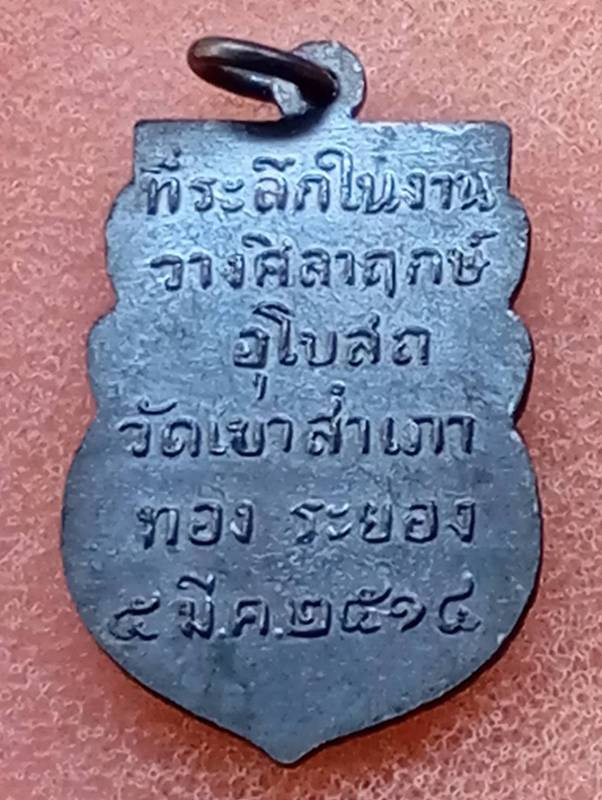 ที่ระลึกในงาน
วางศิลาฤกษ์
อุโบสถ
วัดเขาสำเภา
ทอง ระยอง
๕ มี.ค.๒๕๑๔